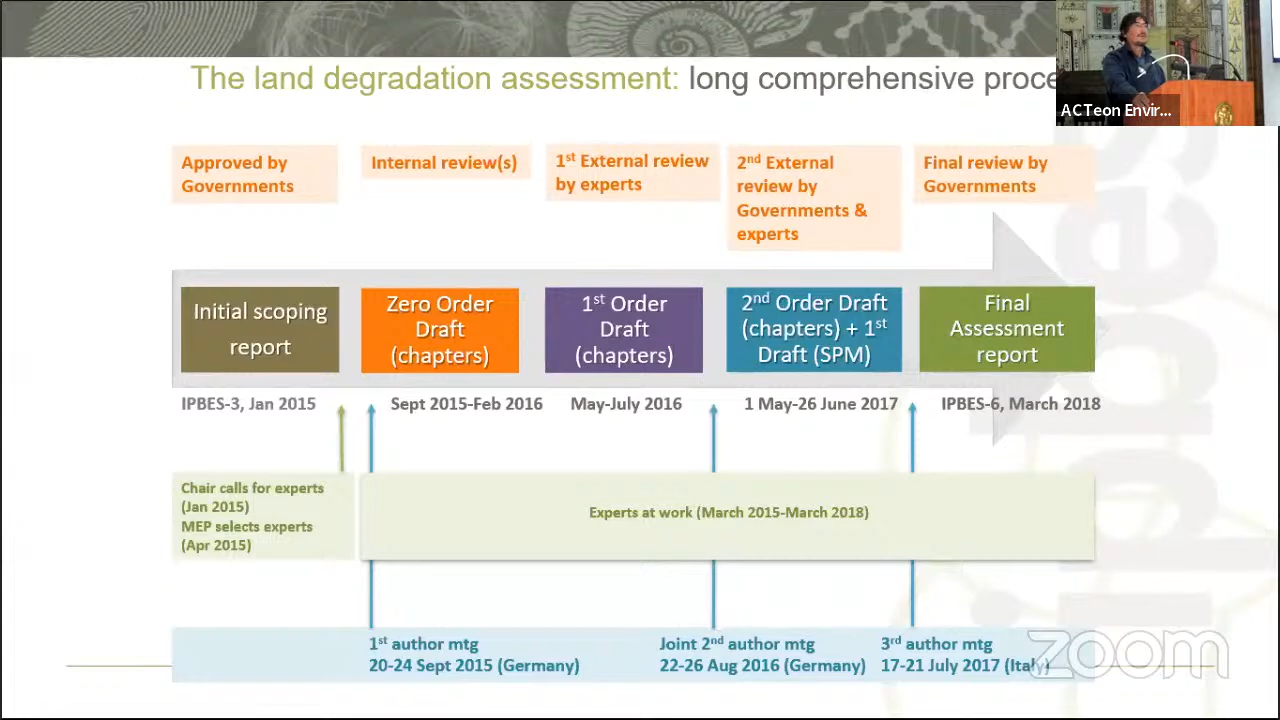 The land degradation assessment: long comprehensive proce
ACTeon Envir...
Approved by
Governments
Internal review(s)
1st External review
by experts
2nd External
review by
Governments &
experts
Final review by
Governments
Initial scoping
report
Zero Order
Draft
(chapters)
1st Order
Draft
(chapters)
2nd Order Draft
(chapters) + 1st
Draft (SPM)
Final
Assessment
report
IPBES-3, Jan 2015
Sept 2015-Feb 2016
May-July 2016
1 May-26 June 2017
IPBES-6, March 2018
Chair calls for experts
(Jan 2015)
MEP selects experts
(Apr 2015)
Experts at work (March 2015-March 2018)
1st author mtg
20-24 Sept 2015 (Germany)
Joint 2nd author mtg
22-26 Aug 2016 (Germany)
3rd author mtg
17-21 July 2017 (Italy)
zoom
ipbes